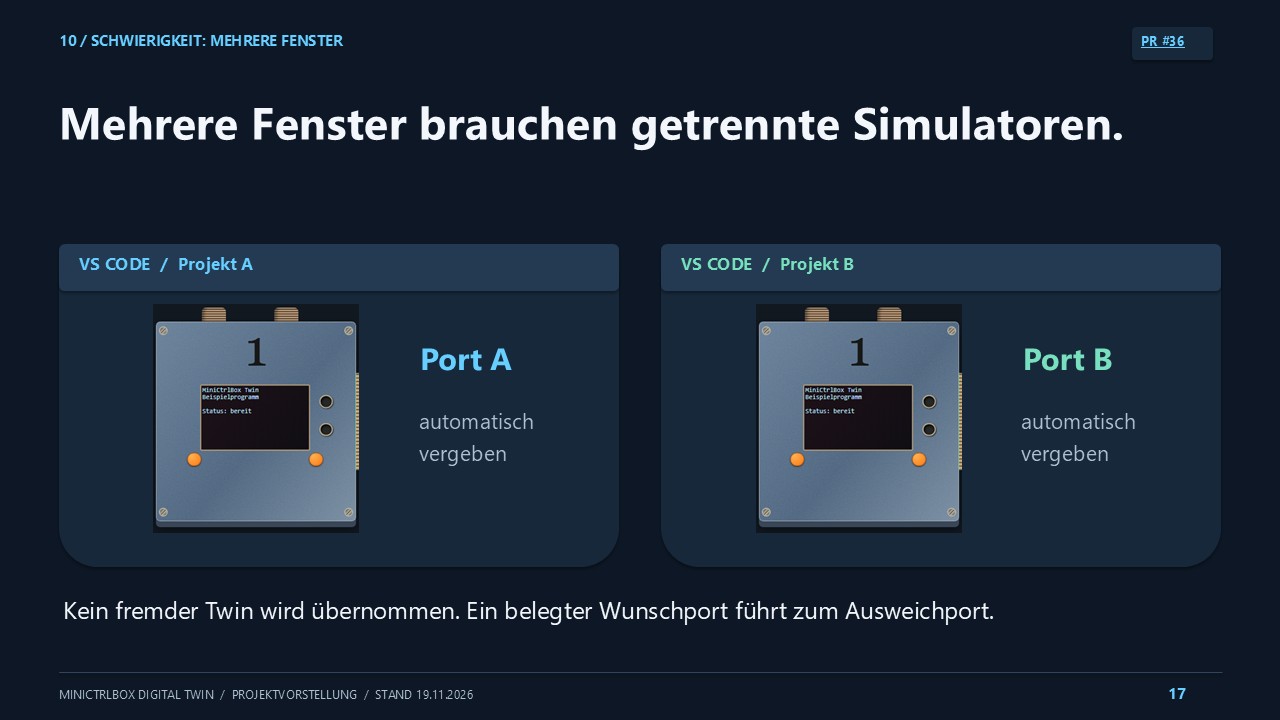 10 / SCHWIERIGKEIT: MEHRERE FENSTER
PR #36
Mehrere Fenster brauchen getrennte Simulatoren.
VS CODE / Projekt A
1
MiniCtrlBox Twin
Beispielprogramm
Status: bereit
Port A
automatisch
vergeben
VS CODE / Projekt B
1
MiniCtrlBox Twin
Beispielprogramm
Status: bereit
Port B
automatisch
vergeben
Kein fremder Twin wird übernommen. Ein belegter Wunschport führt zum Ausweichport.
MINICTRLBOX DIGITAL TWIN / PROJEKTVORSTELLUNG / STAND 19.11.2026
17